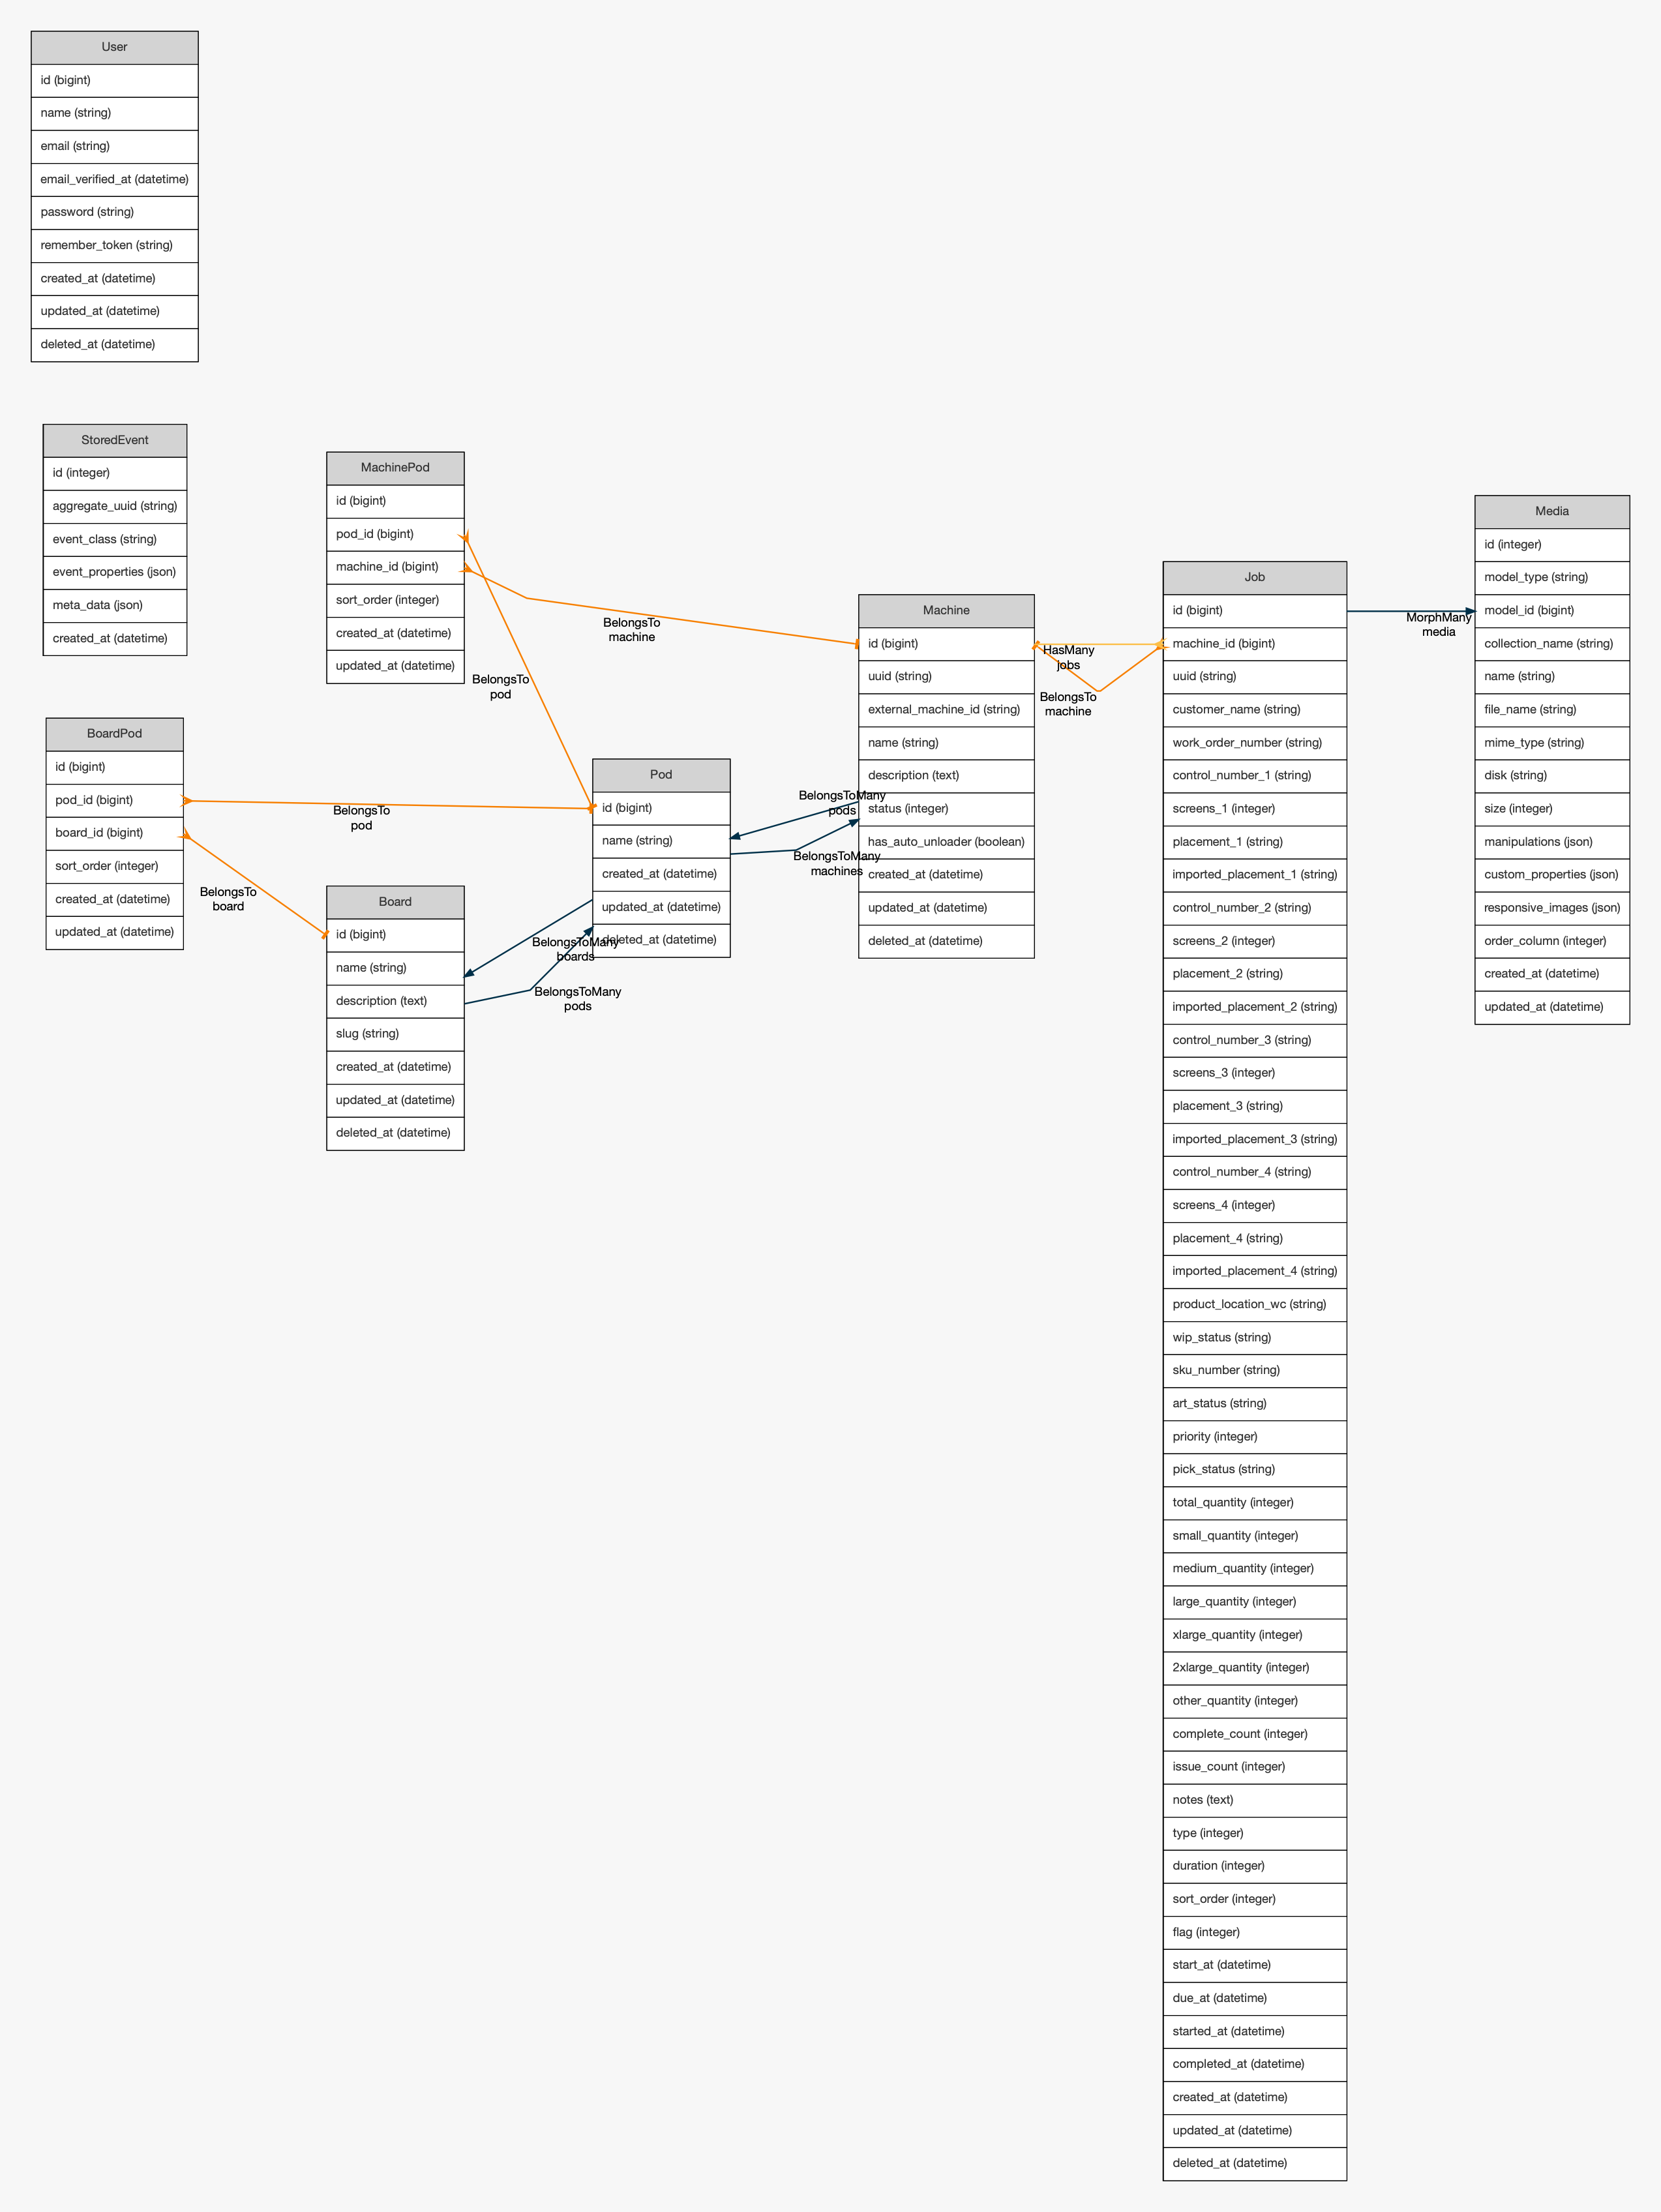 User
id (bigint)
name (string)
email (string)
email_verified_at (datetime)
password (string)
remember_token (string)
created_at (datetime)
updated_at (datetime)
deleted_at (datetime)
StoredEvent
id (integer)
aggregate_uuid (string)
event_class (string)
event_properties (json)
meta_data (json)
created_at (datetime)
BoardPod
id (bigint)
pod_id (bigint)
board_id (bigint)
sort_order (integer)
created_at (datetime)
updated_at (datetime)
MachinePod
id (bigint)
pod_id (bigint)
machine_id (bigint)
sort_order (integer)
created_at (datetime)
updated_at (datetime)
BelongsTo
machine
BelongsTo
pod
BelongsTo
pod
BelongsTo
board
Board
id (bigint)
name (string)
description (text)
slug (string)
created_at (datetime)
updated_at (datetime)
deleted_at (datetime)
Pod
id (bigint)
name (string)
created_at (datetime)
updated_at (datetime)
deleted_at (datetime)
BelongsToMany
boards
BelongsToMany
pods
BelongsToMany
pods
BelongsToMany
machines
Machine
id (bigint)
uuid (string)
external_machine_id (string)
name (string)
description (text)
status (integer)
has_auto_unloader (boolean)
created_at (datetime)
updated_at (datetime)
deleted_at (datetime)
HasMany
jobs
BelongsTo
machine
Job
id (bigint)
machine_id (bigint)
uuid (string)
customer_name (string)
work_order_number (string)
control_number_1 (string)
screens_1 (integer)
placement_1 (string)
imported_placement_1 (string)
control_number_2 (string)
screens_2 (integer)
placement_2 (string)
imported_placement_2 (string)
control_number_3 (string)
screens_3 (integer)
placement_3 (string)
imported_placement_3 (string)
control_number_4 (string)
screens_4 (integer)
placement_4 (string)
imported_placement_4 (string)
product_location_wc (string)
wip_status (string)
sku_number (string)
art_status (string)
priority (integer)
pick_status (string)
total_quantity (integer)
small_quantity (integer)
medium_quantity (integer)
large_quantity (integer)
xlarge_quantity (integer)
2xlarge_quantity (integer)
other_quantity (integer)
complete_count (integer)
issue_count (integer)
notes (text)
type (integer)
duration (integer)
sort_order (integer)
flag (integer)
start_at (datetime)
due_at (datetime)
started_at (datetime)
completed_at (datetime)
created_at (datetime)
updated_at (datetime)
deleted_at (datetime)
MorphMany
media
Media
id (integer)
model_type (string)
model_id (bigint)
collection_name (string)
name (string)
file_name (string)
mime_type (string)
disk (string)
size (integer)
manipulations (json)
custom_properties (json)
responsive_images (json)
order_column (integer)
created_at (datetime)
updated_at (datetime)